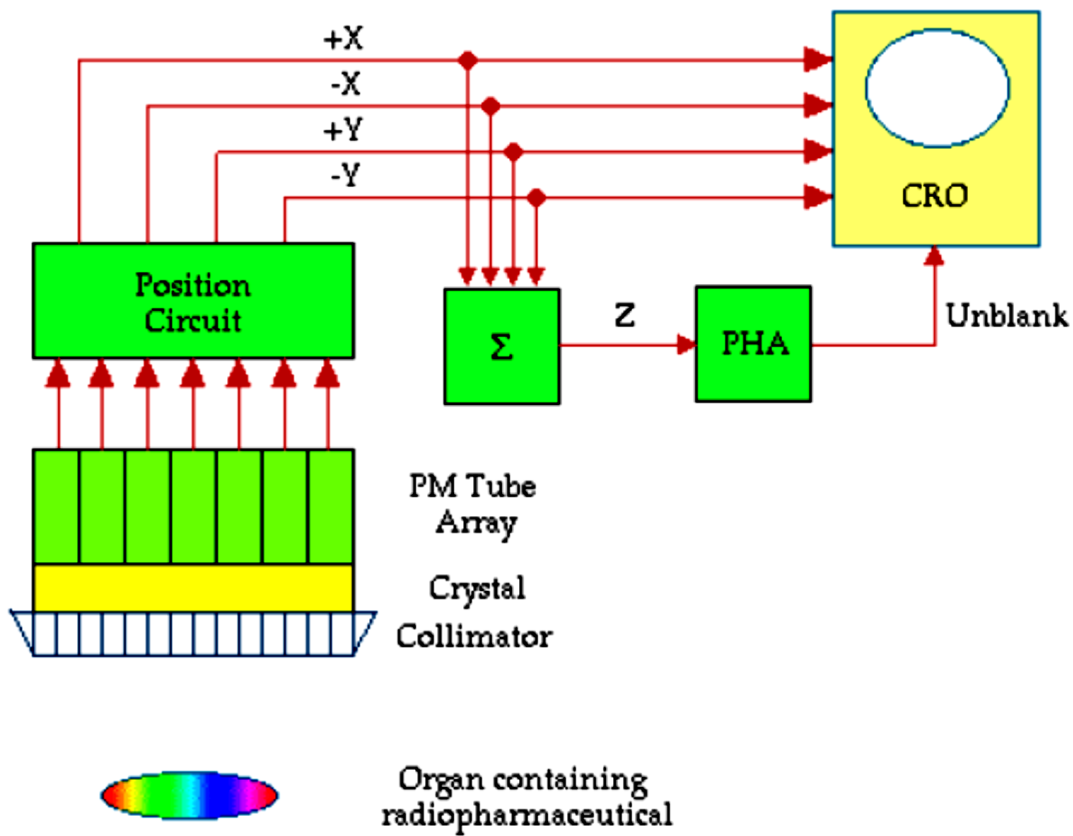 +X
-X
+Y
-Y
CRO
Position
Circuit
Σ
Z
PHA
Unblank
PM Tube
Array
Crystal
Collimator
Organ containing
radiopharmaceutical